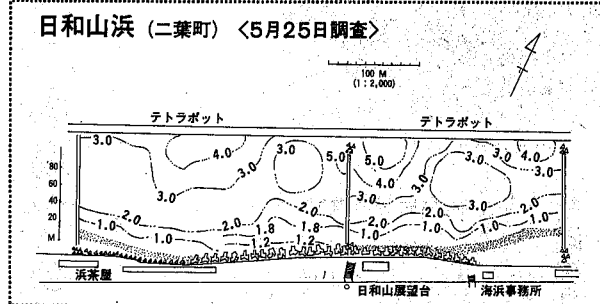 日和山浜 (二葉町) <5月25日調査>
100 M
(1:2,000)
テトラポット テトラポット
3.0 4.0 3.0 5.0 5.0 3.0 4.0
3.0 3.0 4.0 3.0 3.0
80
60
40
20
M
2.0 2.0 2.0 2.0 3.0 2.0
1.0 1.0 1.8 1.8 1.0 1.0 1.0
1.2 1.2
浜茶屋 日和山展望台 海浜事務所